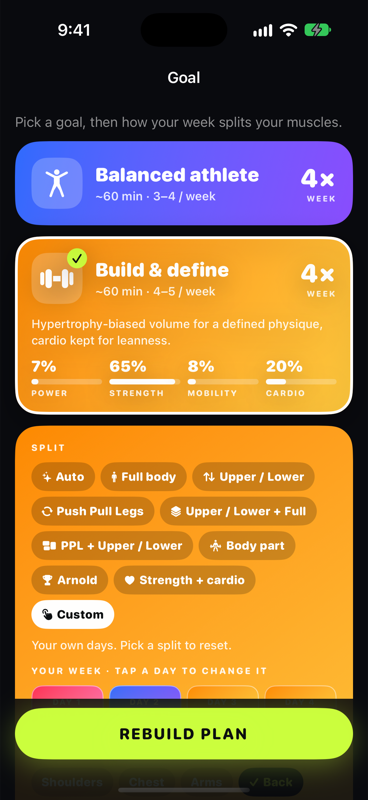 9:41
Goal
Pick a goal, then how your week splits your muscles.
Balanced athlete
~60 min · 3–4 / week
4×
WEEK
Build & define
~60 min · 4–5 / week
4×
WEEK
Hypertrophy-biased volume for a defined physique,
cardio kept for leanness.
7% 65% 8% 20%
POWER STRENGTH MOBILITY CARDIO
SPLIT
Auto Full body Upper / Lower
Push Pull Legs Upper / Lower + Full
PPL + Upper / Lower Body part
Arnold Strength + cardio
Custom
Your own days. Pick a split to reset.
YOUR WEEK · TAP A DAY TO CHANGE IT
REBUILD PLAN
Shoulders Chest Arms Back